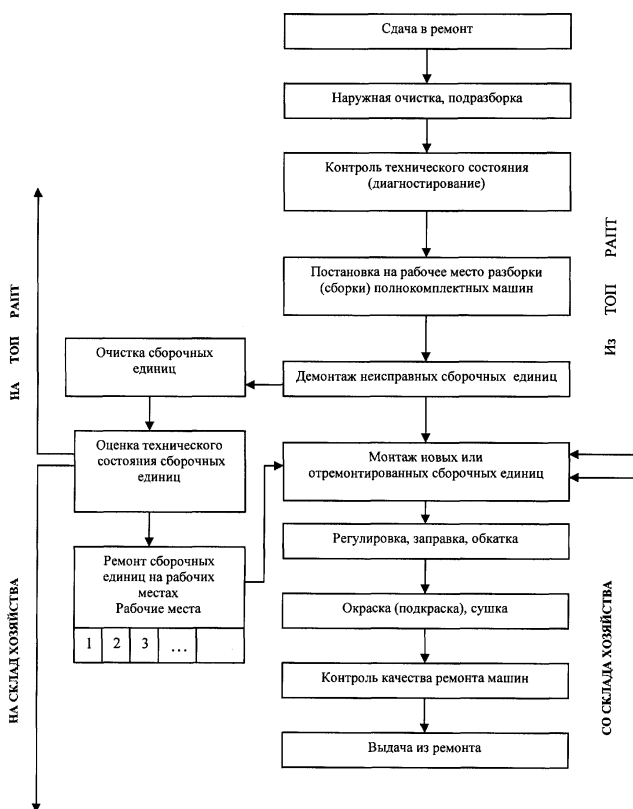 Сдача в ремонт
Наружная очистка, подразборка
Контроль технического состояния
(диагностирование)
Постановка на рабочее место разборки
(сборки) полнокомплектных машин
Очистка сборочных
единиц
Демонтаж неисправных сборочных единиц
Оценка технического
состояния сборочных
единиц
Монтаж новых или
отремонтированных сборочных единиц
Ремонт сборочных
единиц на рабочих
местах
Рабочие места
1 2 3 ...
Регулировка, заправка, обкатка
Окраска (подкраска), сушка
Контроль качества ремонта машин
Выдача из ремонта
НА ТОП РАПТ
НА СКЛАД ХОЗЯЙСТВА
Из ТОП РАПТ
СО СКЛАДА ХОЗЯЙСТВА